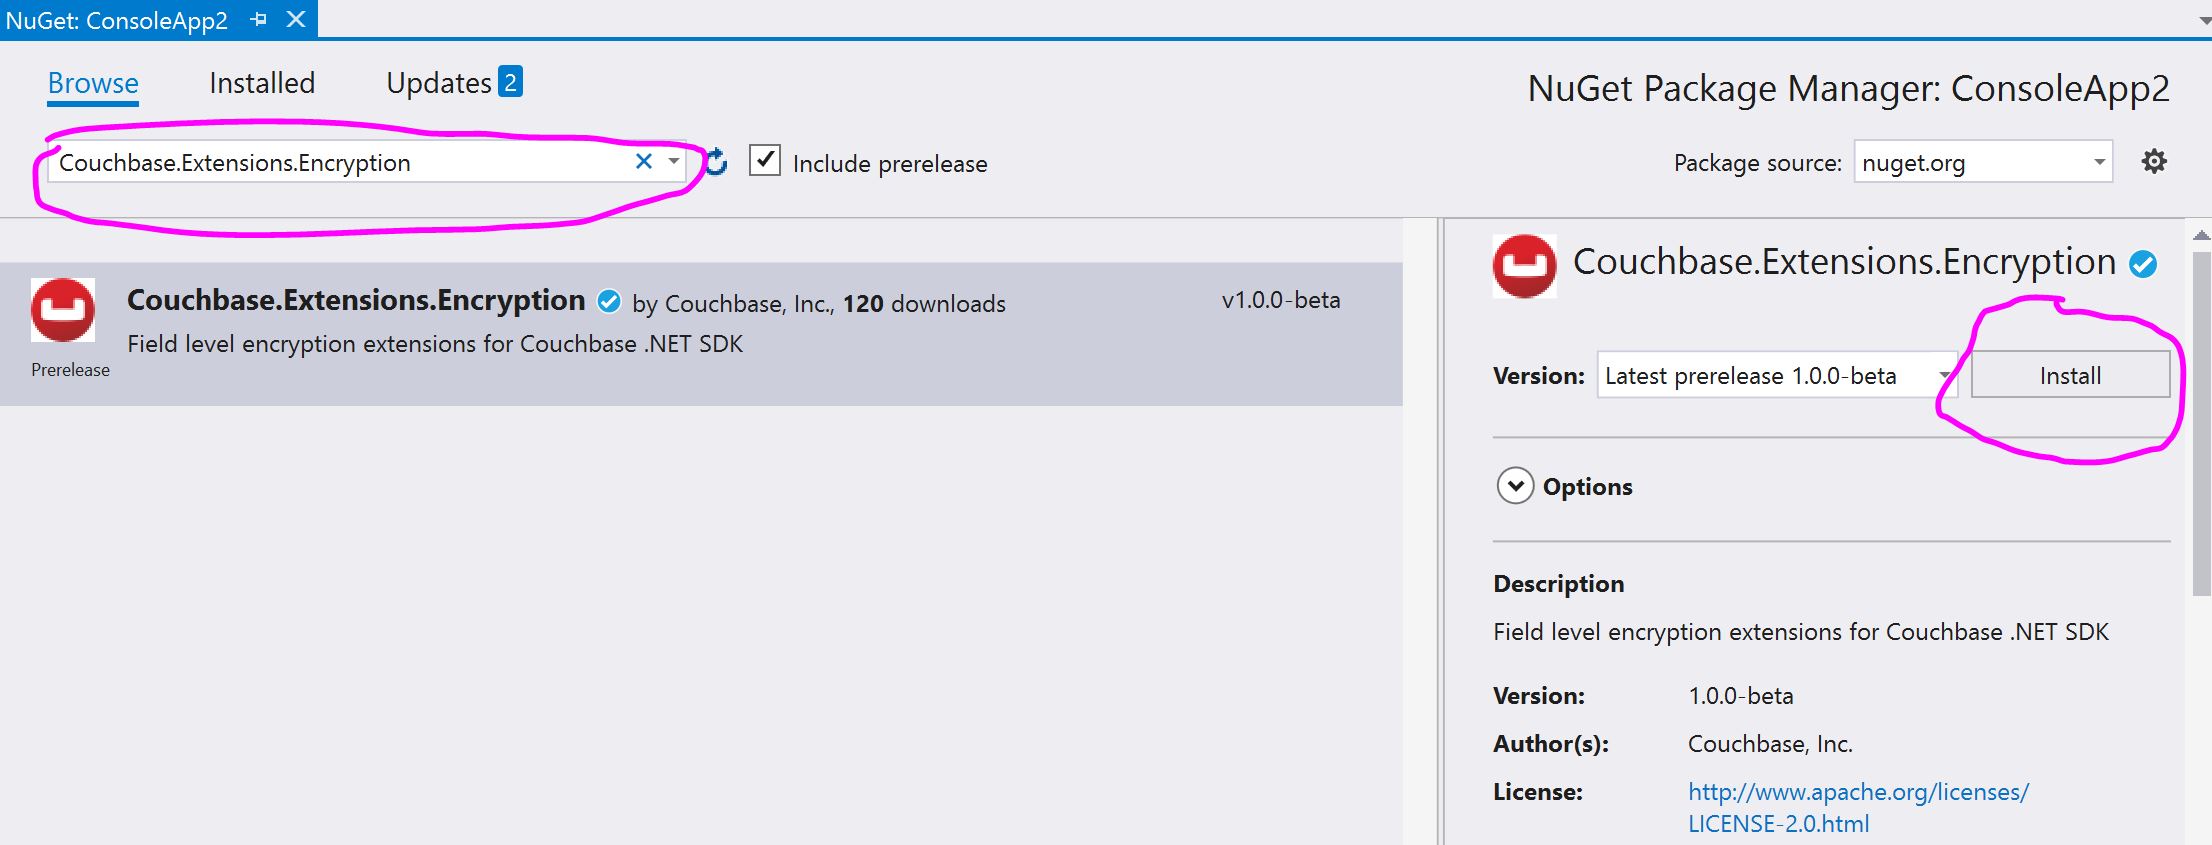 NuGet: ConsoleApp2
Browse Installed Updates 2
NuGet Package Manager: ConsoleApp2
Couchbase.Extensions.Encryption
Include prerelease
Package source: nuget.org
Couchbase.Extensions.Encryption by Couchbase, Inc., 120 downloads v1.0.0-beta
Field level encryption extensions for Couchbase .NET SDK
Prerelease
Couchbase.Extensions.Encryption
Version: Latest prerelease 1.0.0-beta Install
Options
Description
Field level encryption extensions for Couchbase .NET SDK
Version: 1.0.0-beta
Author(s): Couchbase, Inc.
License: http://www.apache.org/licenses/
LICENSE-2.0.html